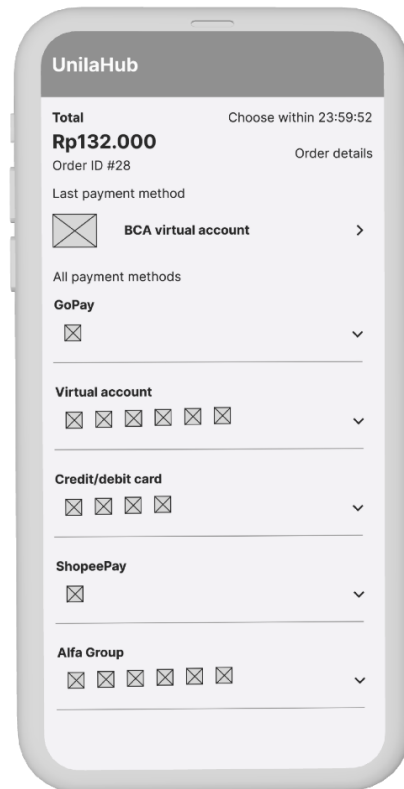 UnilaHub
Total
Choose within 23:59:52
Rp132.000
Order details
Order ID #28
Last payment method
BCA virtual account
All payment methods
GoPay
Virtual account
Credit/debit card
ShopeePay
Alfa Group